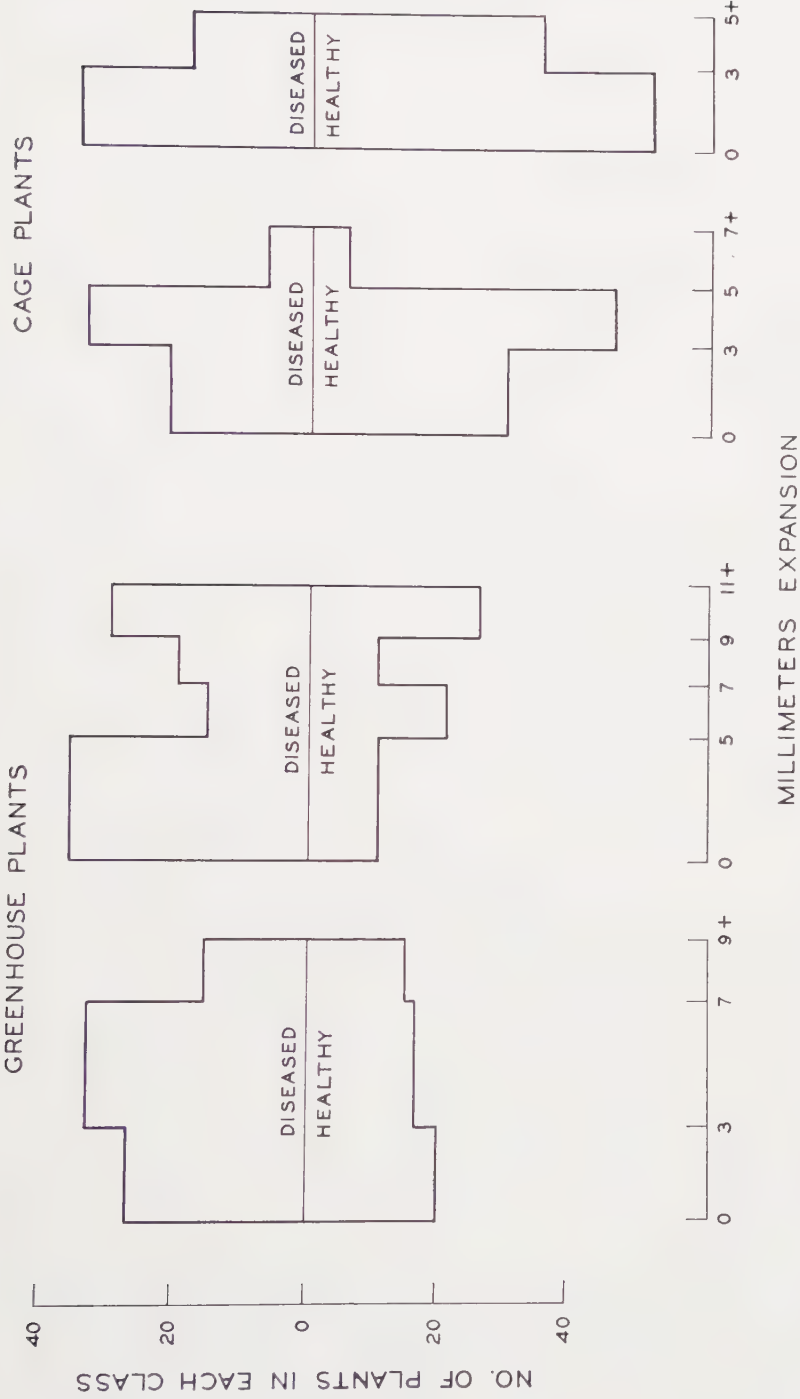 GREENHOUSE PLANTS
CAGE PLANTS
NO. OF PLANTS IN EACH CLASS
40
20
0
20
40
DISEASED
HEALTHY
0 3 7 9+
DISEASED
HEALTHY
0 5 7 9 11+
DISEASED
HEALTHY
0 3 5 7+
DISEASED
HEALTHY
0 3 5+
MILLIMETERS EXPANSION